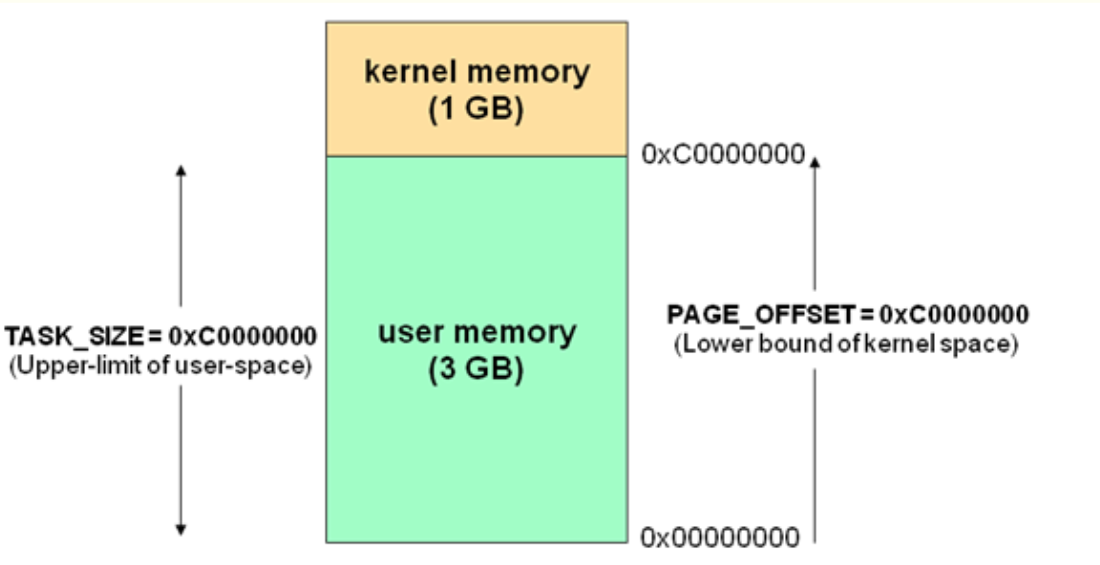 kernel memory
(1 GB)
0xC0000000
TASK_SIZE = 0xC0000000
(Upper-limit of user-space)
user memory
(3 GB)
PAGE_OFFSET = 0xC0000000
(Lower bound of kernel space)
0x00000000